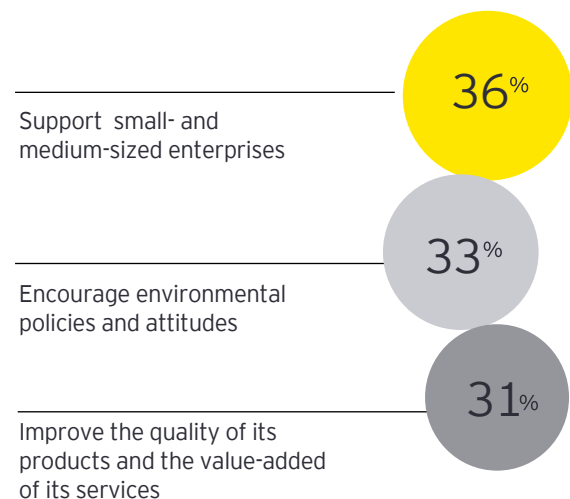 36%
Support small- and
medium-sized enterprises
33%
Encourage environmental
policies and attitudes
31%
Improve the quality of its
products and the value-added
of its services